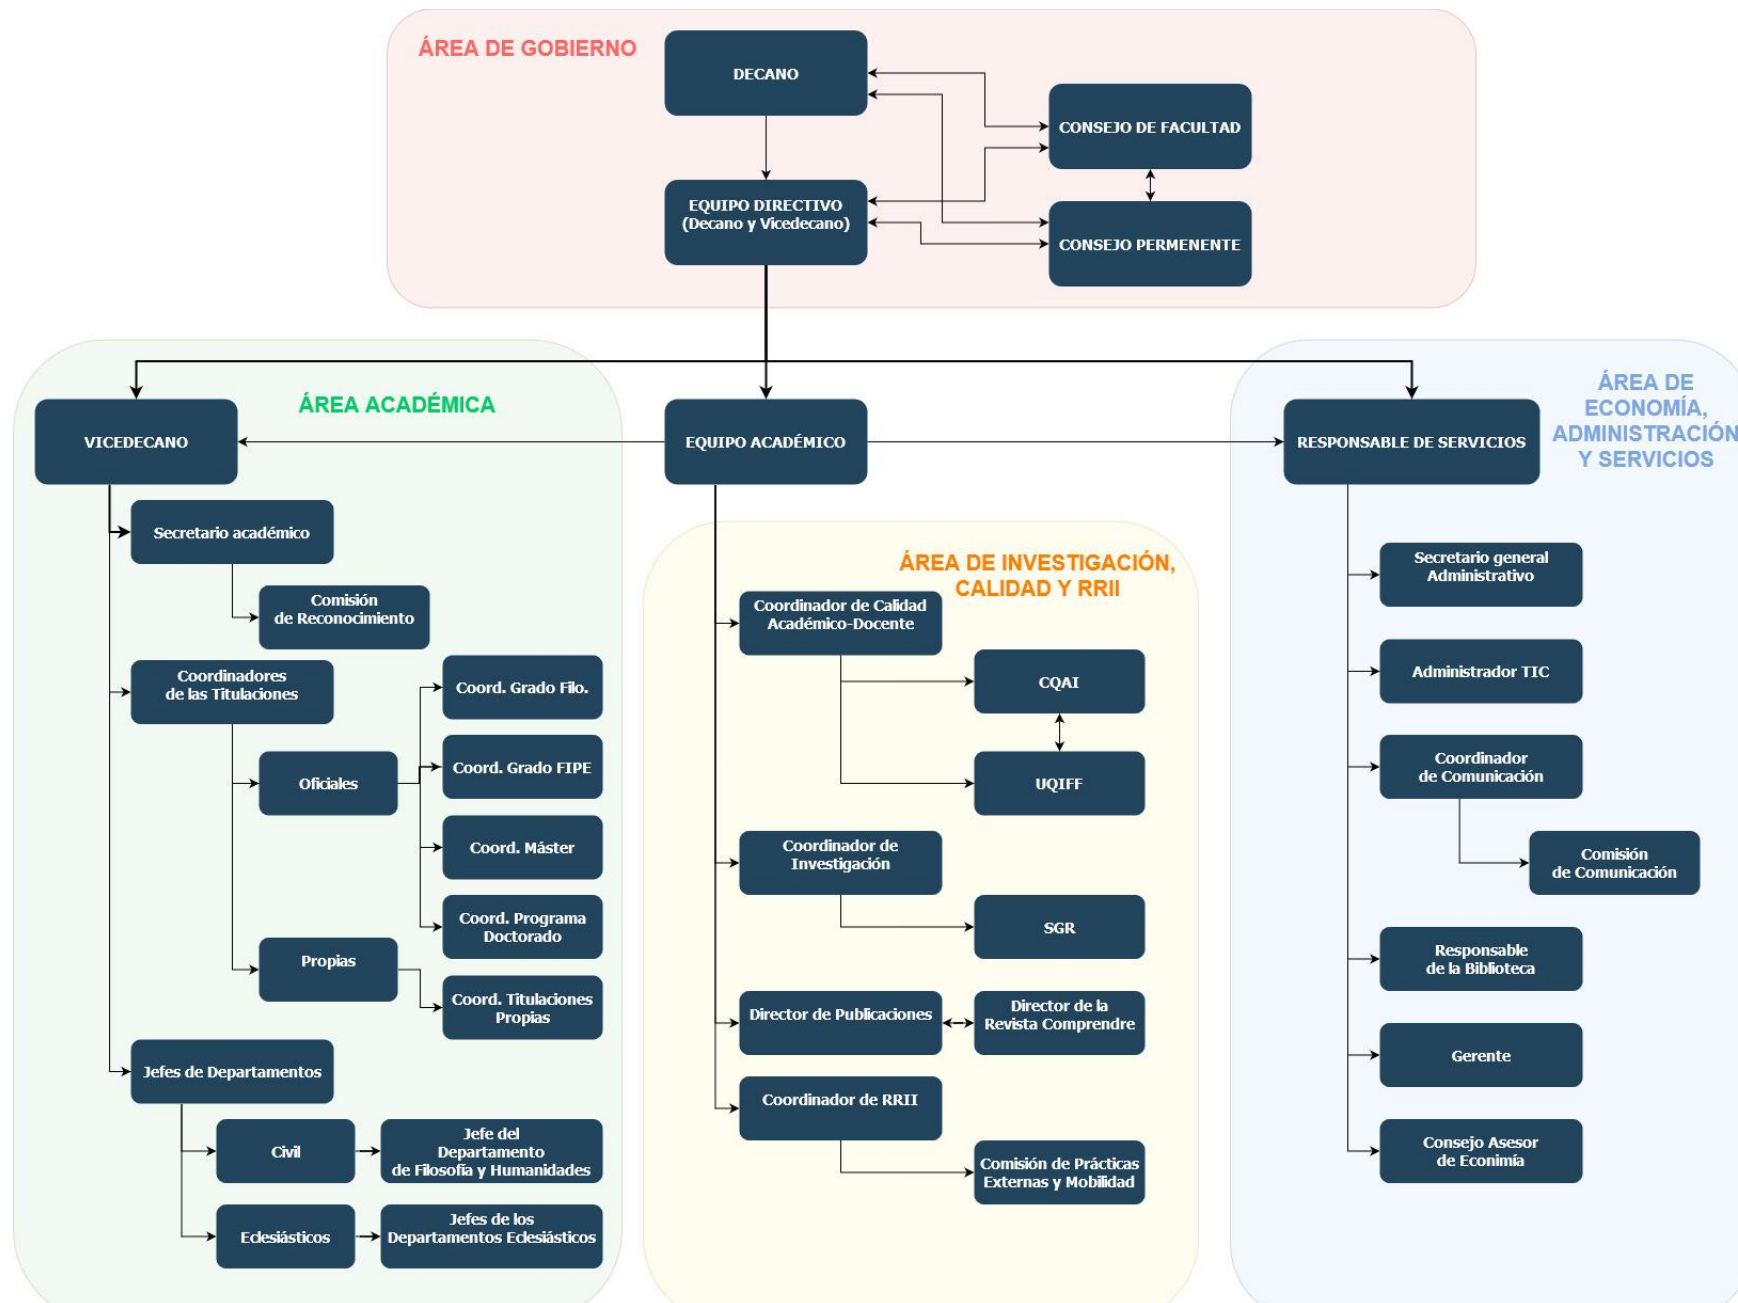 ÁREA DE GOBIERNO
DECANO
CONSEJO DE FACULTAD
EQUIPO DIRECTIVO
(Decano y Vicedecano)
CONSEJO PERMENENTE
ÁREA ACADÉMICA
VICEDECANO
Secretario académico
Comisión
de Reconocimiento
Coordinadores
de las Titulaciones
Oficiales
Coord. Grado Filo.
Coord. Grado FIPE
Coord. Máster
Coord. Programa
Doctorado
Propias
Coord. Titulaciones
Propias
Jefes de Departamentos
Civil
Jefe del
Departamento
de Filosofía y Humanidades
Eclesiásticos
Jefes de los
Departamentos Eclesiásticos
EQUIPO ACADÉMICO
ÁREA DE INVESTIGACIÓN,
CALIDAD Y RRII
Coordinador de Calidad
Académico-Docente
CQAI
UQIFF
Coordinador de
Investigación
SGR
Director de Publicaciones
Director de la
Revista Comprendre
Coordinador de RRII
Comisión de Prácticas
Externas y Mobilidad
ÁREA DE
ECONOMÍA,
ADMINISTRACIÓN
Y SERVICIOS
RESPONSABLE DE SERVICIOS
Secretario general
Administrativo
Administrador TIC
Coordinador
de Comunicación
Comisión
de Comunicación
Responsable
de la Biblioteca
Gerente
Consejo Asesor
de Econimía